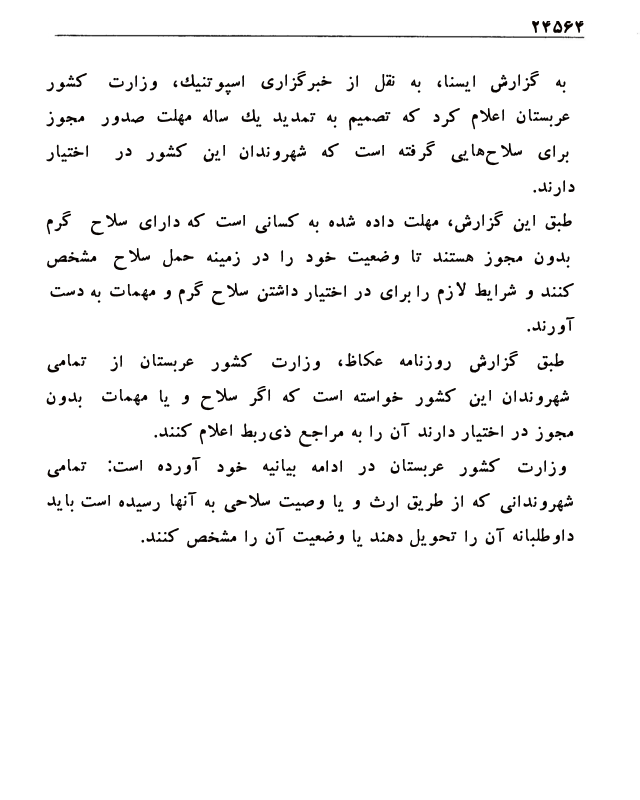 ۲۴۵۶۴
به گزارش ایسنا، به نقل از خبرگزاری اسپوتنیك، وزارت کشور
عربستان اعلام کرد که تصمیم به تمدید یك ساله مهلت صدور مجوز
برای سلاح‌هایی گرفته است که شهروندان این کشور در اختیار
دارند.
طبق این گزارش، مهلت داده شده به کسانی است که دارای سلاح گرم
بدون مجوز هستند تا وضعیت خود را در زمینه حمل سلاح مشخص
کنند و شرایط لازم را برای در اختیار داشتن سلاح گرم و مهمات به دست
آورند.
طبق گزارش روزنامه عکاظ، وزارت کشور عربستان از تمامی
شهروندان این کشور خواسته است که اگر سلاح و یا مهمات بدون
مجوز در اختیار دارند آن را به مراجع ذی‌ربط اعلام کنند.
وزارت کشور عربستان در ادامه بیانیه خود آورده است: تمامی
شهروندانی که از طریق ارث و یا وصیت سلاحی به آنها رسیده است باید
داوطلبانه آن را تحویل دهند یا وضعیت آن را مشخص کنند.